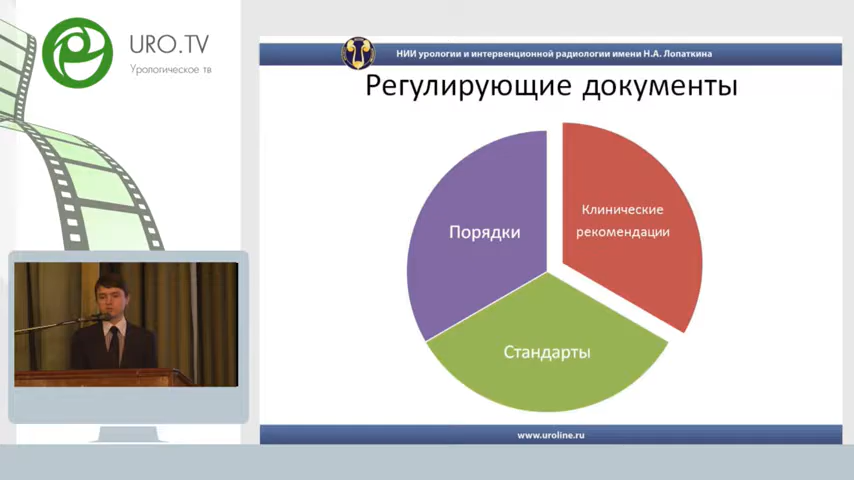 URO.TV
Урологическое тв
НИИ урологии и интервенционной радиологии имени Н.А. Лопаткина
Регулирующие документы
Порядки
Клинические
рекомендации
Стандарты
www.uroline.ru